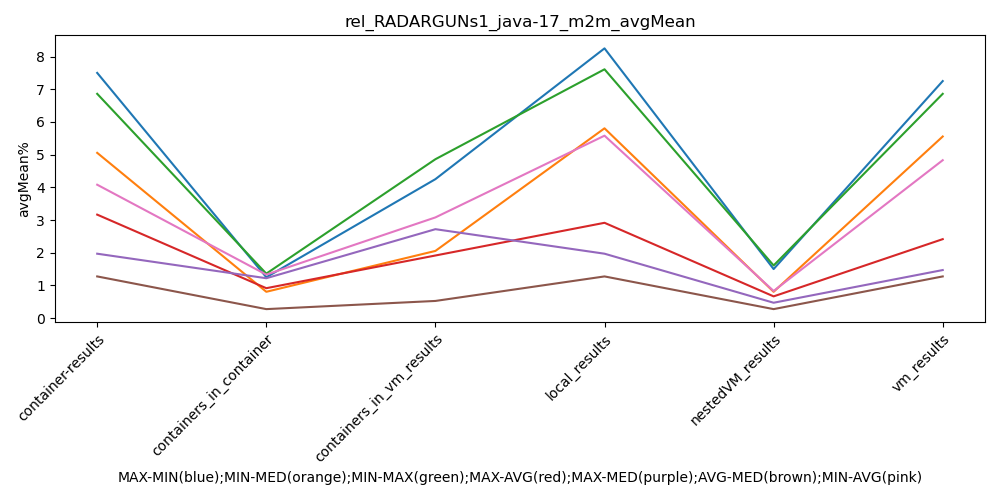 rel_RADARGUNs1_java-17_m2m_avgMean
avgMean%
8
7
6
5
4
3
2
1
0
container-results
containers_in_container
containers_in_vm_results
local_results
nestedVM_results
vm_results
MAX-MIN(blue);MIN-MED(orange);MIN-MAX(green);MAX-AVG(red);MAX-MED(purple);AVG-MED(brown);MIN-AVG(pink)